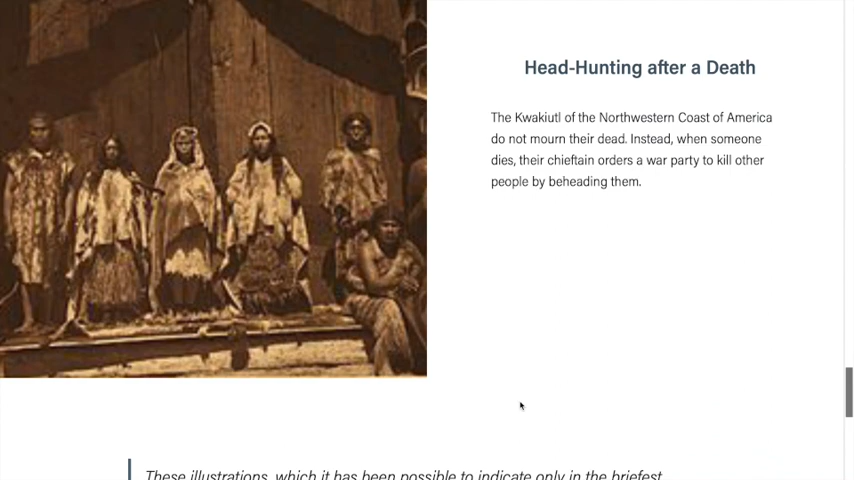 Head-Hunting after a Death
The Kwakiutl of the Northwestern Coast of America
do not mourn their dead. Instead, when someone
dies, their chieftain orders a war party to kill other
people by beheading them.
These illustrations, which it has been possible to indicate only in the briefest